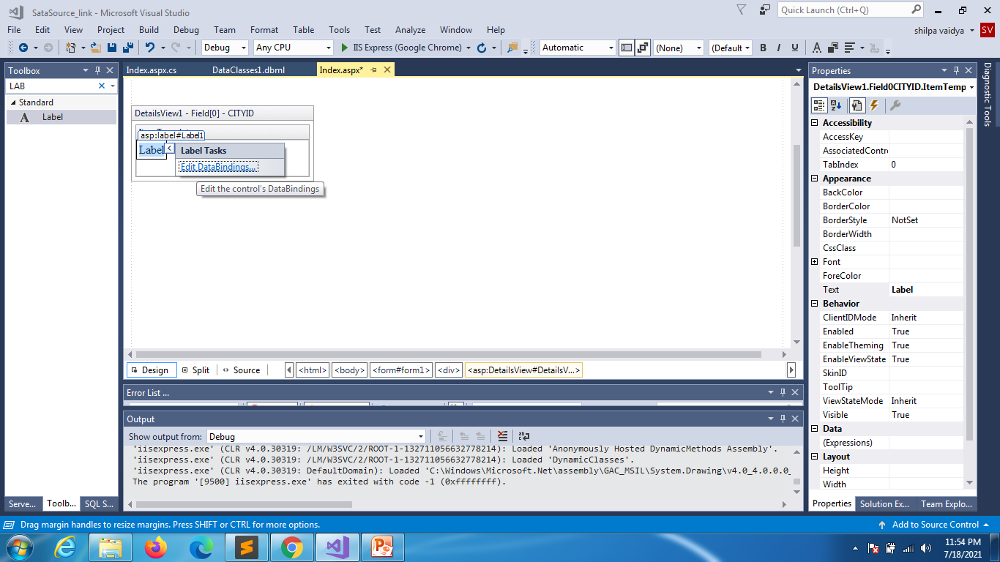 SataSource_link - Microsoft Visual Studio
Quick Launch (Ctrl+Q)
File Edit View Project Build Debug Team Format Table Tools Test Analyze Window Help
shilpa vaidya SV
Debug Any CPU IIS Express (Google Chrome) Automatic (None) (Default B I U A
Toolbox
LAB
Standard
A Label
Index.aspx.cs DataClasses1.dbml Index.aspx*
DetailsView1 - Field[0] - CITYID
asp:label#Label1
Label
Label Tasks
Edit DataBindings...
Edit the control's DataBindings
Design Split Source <html> <body> <form#form1> <div> <asp:DetailsView#DetailsV...>
Error List ...
Output
Show output from: Debug
'iisexpress.exe' (CLR v4.0.30319: /LM/W3SVC/2/ROOT-1-132711056632778214): Loaded 'Anonymously Hosted DynamicMethods Assembly'.
'iisexpress.exe' (CLR v4.0.30319: /LM/W3SVC/2/ROOT-1-132711056632778214): Loaded 'DynamicClasses'.
'iisexpress.exe' (CLR v4.0.30319: DefaultDomain): Loaded 'C:\Windows\Microsoft.Net\assembly\GAC_MSIL\System.Drawing\v4.0_4.0.0.0_
The program '[9500] iisexpress.exe' has exited with code -1 (0xffffffff).
Properties
DetailsView1.Field0CITYID.ItemTemp
Accessibility
AccessKey
AssociatedContro
TabIndex 0
Appearance
BackColor
BorderColor
BorderStyle NotSet
BorderWidth
CssClass
Font
ForeColor
Text Label
Behavior
ClientIDMode Inherit
Enabled True
EnableTheming True
EnableViewState True
SkinID
ToolTip
ViewStateMode Inherit
Visible True
Data
(Expressions)
Layout
Height
Width
Diagnostic Tools
Serve... Toolb... SQL S...
Properties Solution Ex... Team Explo...
Drag margin handles to resize margins. Press SHIFT or CTRL for more options.
Add to Source Control
11:54 PM
7/18/2021